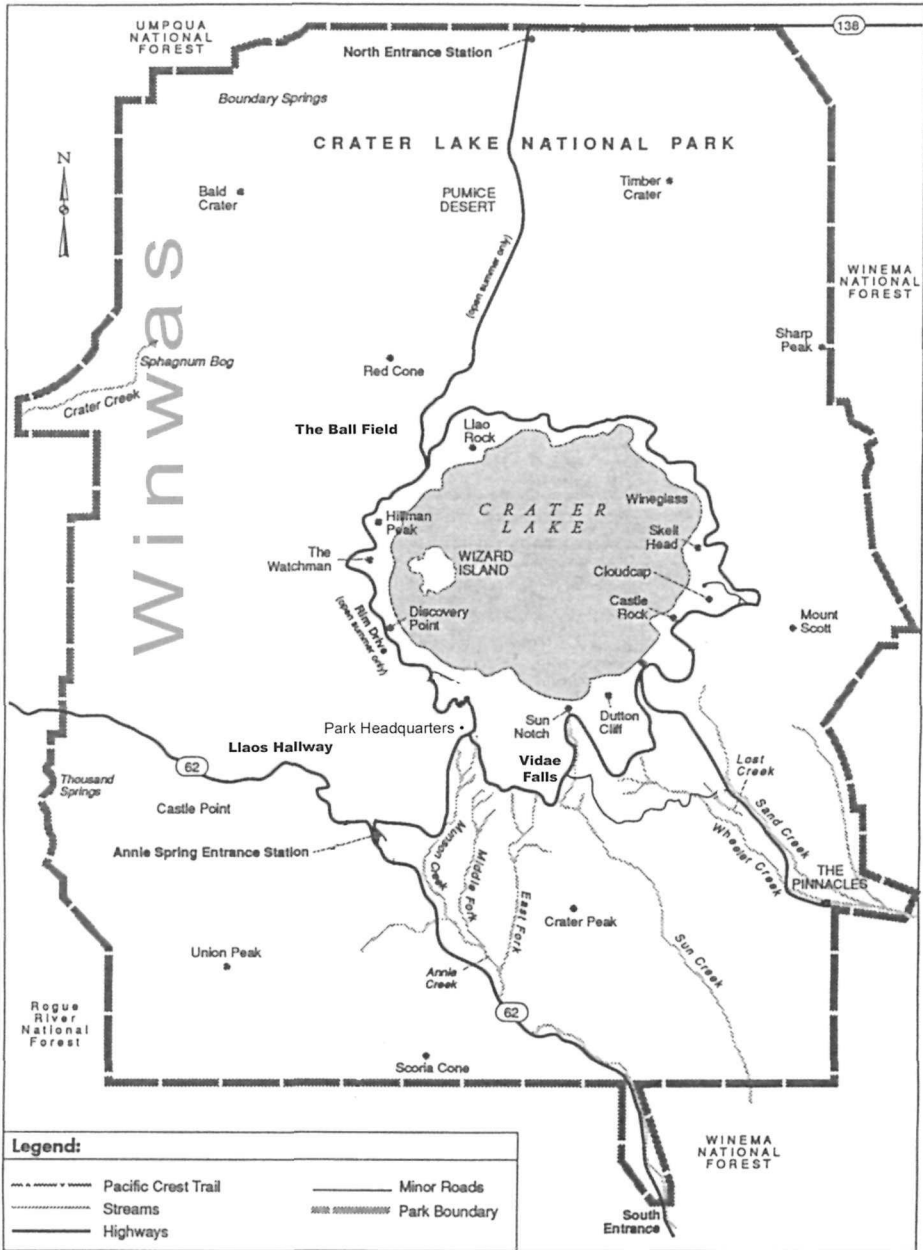 UMPQUA
NATIONAL
FOREST
138
North Entrance Station
Boundary Springs
CRATER LAKE NATIONAL PARK
N
Bald
Crater
PUMICE
DESERT
Timber
Crater
(open summer only)
WINEMA
NATIONAL
FOREST
Winwas
Sharp
Peak
Sphagnum Bog
Red Cone
Crater Creek
The Ball Field
Llao
Rock
Wineglass
CRATER
LAKE
Hillman
Peak
Skell
Head
The
Watchman
WIZARD
ISLAND
Cloudcap
Castle
Rock
Discovery
Point
Mount
Scott
Rim Drive
(open summer only)
Park Headquarters
Sun
Notch
Dutton
Cliff
Llaos Hallway
Vidae
Falls
62
Lost
Creek
Thousand
Springs
Castle Point
Sand Creek
Annie Spring Entrance Station
Munson
Creek
Middle Fork
Wheeler Creek
THE
PINNACLES
East Fork
Crater Peak
Union Peak
Sun Creek
Annie
Creek
62
Rogue
River
National
Forest
Scoria Cone
WINEMA
NATIONAL
FOREST
South
Entrance
Legend:
Pacific Crest Trail
Streams
Highways
Minor Roads
Park Boundary